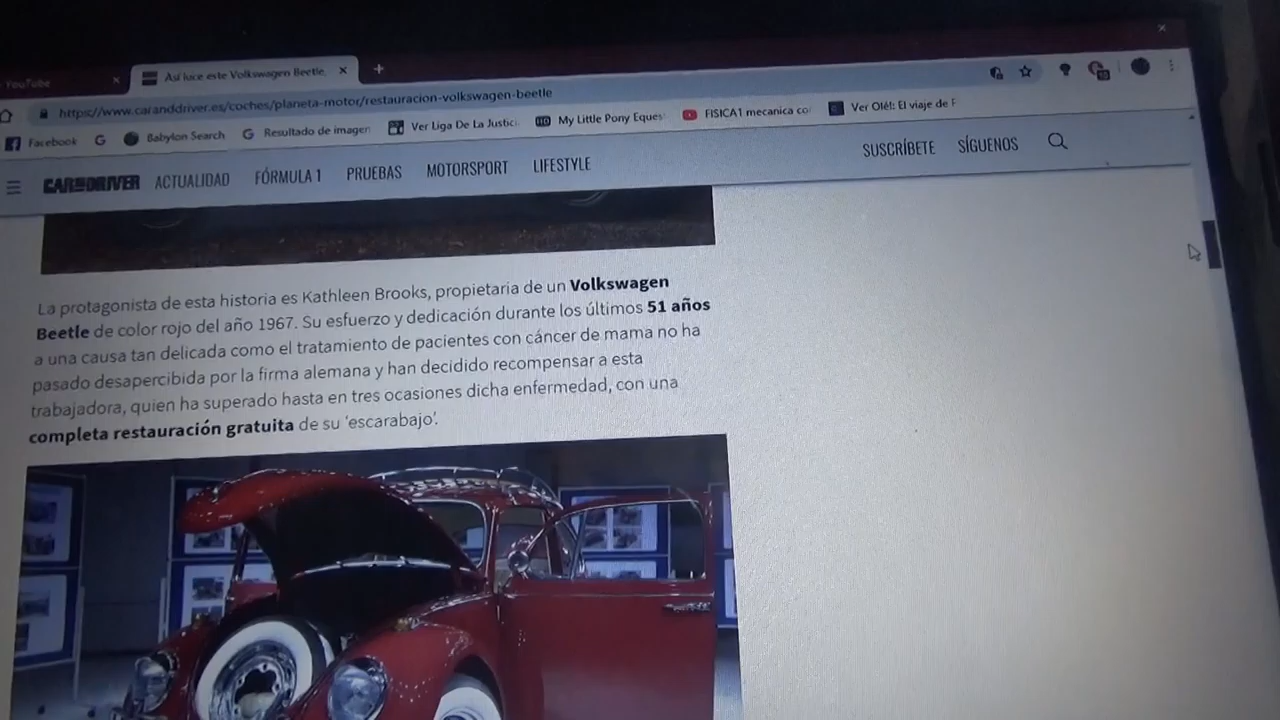 YouTube
Así luce este Volkswagen Beetle,
https://www.caranddriver.es/coches/planeta-motor/restauracion-volkswagen-beetle
Facebook
Babylon Search
Resultado de imagen
Ver Liga De La Justici
My Little Pony Eques
FISICA1 mecanica co
Ver Olé!: El viaje de F
CAR AND DRIVER ACTUALIDAD FÓRMULA 1 PRUEBAS MOTORSPORT LIFESTYLE SUSCRÍBETE SÍGUENOS
La protagonista de esta historia es Kathleen Brooks, propietaria de un Volkswagen
Beetle de color rojo del año 1967. Su esfuerzo y dedicación durante los últimos 51 años
a una causa tan delicada como el tratamiento de pacientes con cáncer de mama no ha
pasado desapercibida por la firma alemana y han decidido recompensar a esta
trabajadora, quien ha superado hasta en tres ocasiones dicha enfermedad, con una
completa restauración gratuita de su ‘escarabajo’.